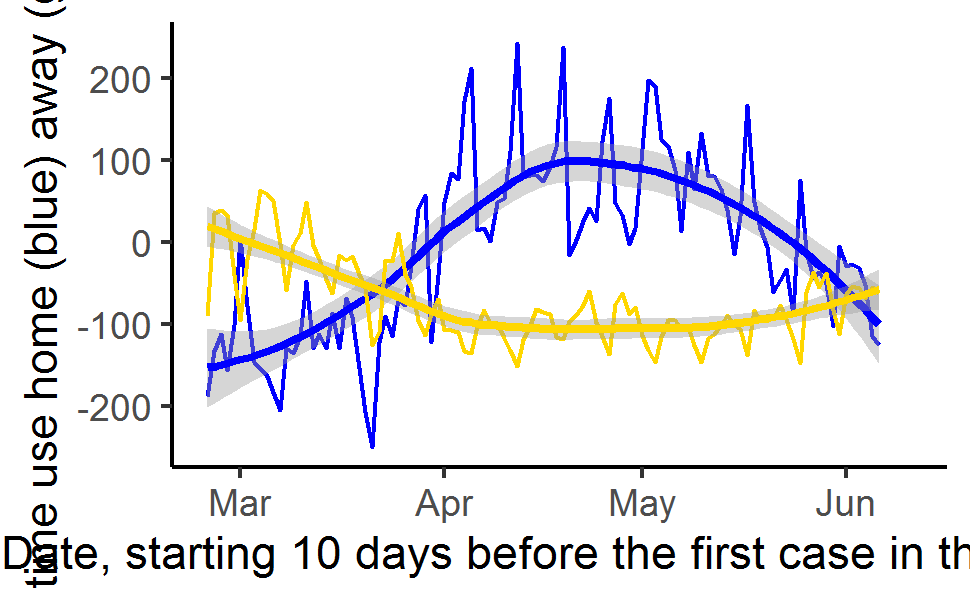 time use home (blue) away (
200
100
0
-100
-200
Mar Apr May Jun
Date, starting 10 days before the first case in th